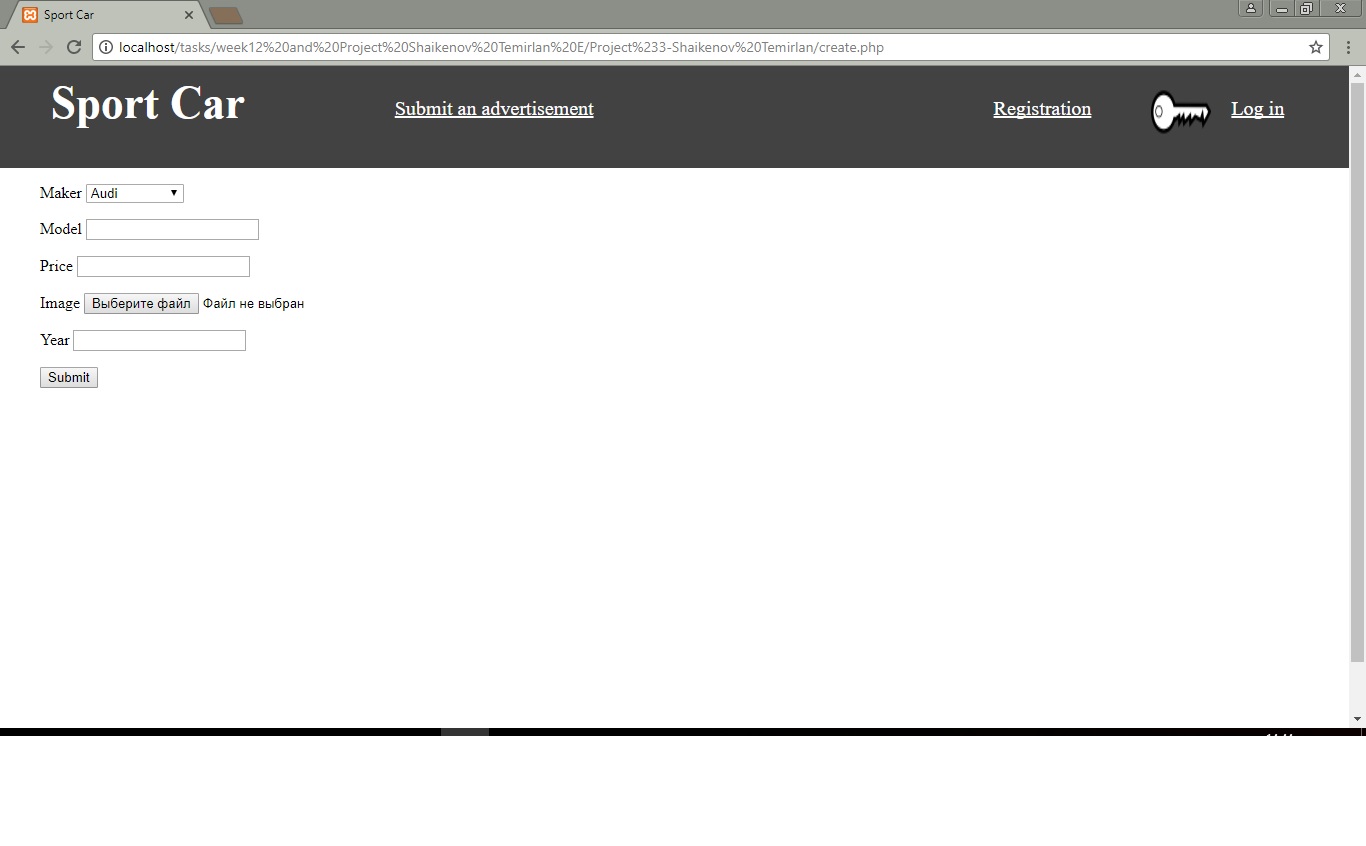 Sport Car
localhost/tasks/week12%20and%20Project%20Shaikenov%20Temirlan%20E/Project%233-Shaikenov%20Temirlan/create.php
Sport Car Submit an advertisement Registration Log in
Maker Audi
Model
Price
Image Выберите файл Файл не выбран
Year
Submit